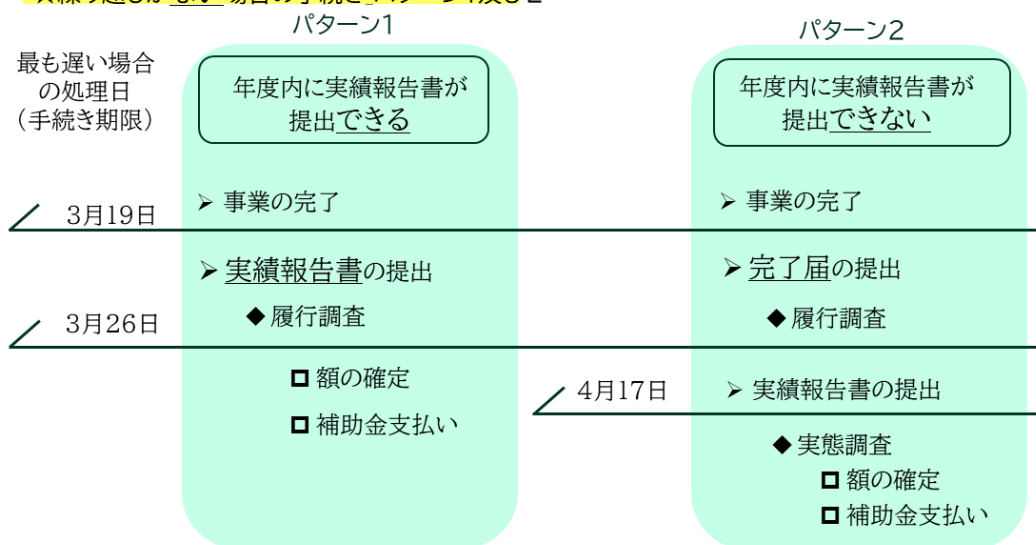 パターン1
パターン2
最も遅い場合
の処理日
(手続き期限)
年度内に実績報告書が
提出できる
年度内に実績報告書が
提出できない
3月19日
➢ 事業の完了
➢ 事業の完了
➢ 実績報告書の提出
➢ 完了届の提出
3月26日
◆ 履行調査
◆ 履行調査
額の確定
補助金支払い
4月17日
➢ 実績報告書の提出
◆ 実態調査
額の確定
補助金支払い